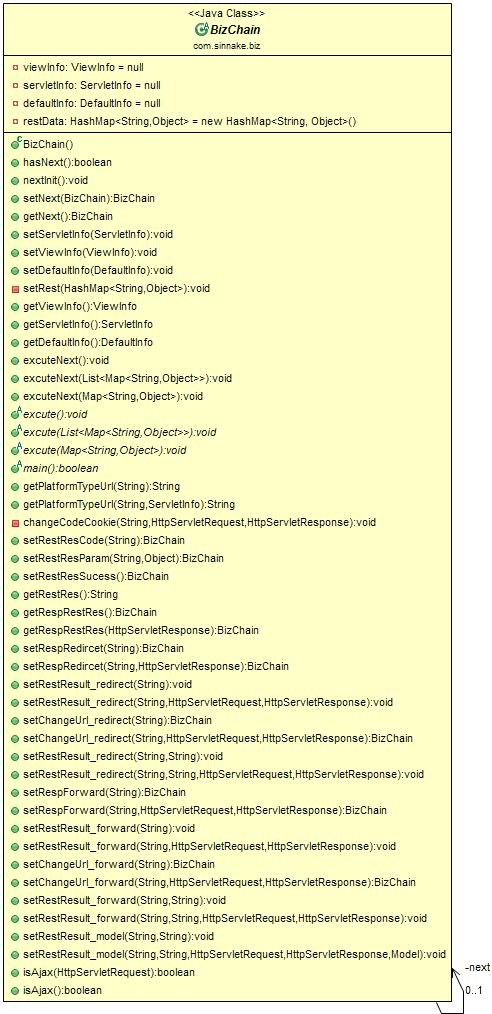 <<Java Class>>
BizChain
com.sinnake.biz
viewInfo: ViewInfo = null
servletInfo: ServletInfo = null
defaultInfo: DefaultInfo = null
restData: HashMap<String,Object> = new HashMap<String, Object>()
BizChain()
hasNext():boolean
nextInit():void
setNext(BizChain):BizChain
getNext():BizChain
setServletInfo(ServletInfo):void
setViewInfo(ViewInfo):void
setDefaultInfo(DefaultInfo):void
setRest(HashMap<String,Object>):void
getViewInfo():ViewInfo
getServletInfo():ServletInfo
getDefaultInfo():DefaultInfo
excuteNext():void
excuteNext(List<Map<String,Object>>):void
excuteNext(Map<String,Object>):void
excute():void
excute(List<Map<String,Object>>):void
excute(Map<String,Object>):void
main():boolean
getPlatformTypeUrl(String):String
getPlatformTypeUrl(String,ServletInfo):String
changeCodeCookie(String,HttpServletRequest,HttpServletResponse):void
setRestResCode(String):BizChain
setRestResParam(String,Object):BizChain
setRestResSucess():BizChain
getRestRes():String
getRespRestRes():BizChain
getRespRestRes(HttpServletResponse):BizChain
setRespRedircet(String):BizChain
setRespRedircet(String,HttpServletResponse):BizChain
setRestResult_redirect(String):void
setRestResult_redirect(String,HttpServletRequest,HttpServletResponse):void
setChangeUrl_redirect(String):BizChain
setChangeUrl_redirect(String,HttpServletRequest,HttpServletResponse):BizChain
setRestResult_redirect(String,String):void
setRestResult_redirect(String,String,HttpServletRequest,HttpServletResponse):void
setRespForward(String):BizChain
setRespForward(String,HttpServletRequest,HttpServletResponse):BizChain
setRestResult_forward(String):void
setRestResult_forward(String,HttpServletRequest,HttpServletResponse):void
setChangeUrl_forward(String):BizChain
setChangeUrl_forward(String,HttpServletRequest,HttpServletResponse):BizChain
setRestResult_forward(String,String):void
setRestResult_forward(String,String,HttpServletRequest,HttpServletResponse):void
setRestResult_model(String,String):void
setRestResult_model(String,String,HttpServletRequest,HttpServletResponse,Model):void
isAjax(HttpServletRequest):boolean
isAjax():boolean
-next
0..1